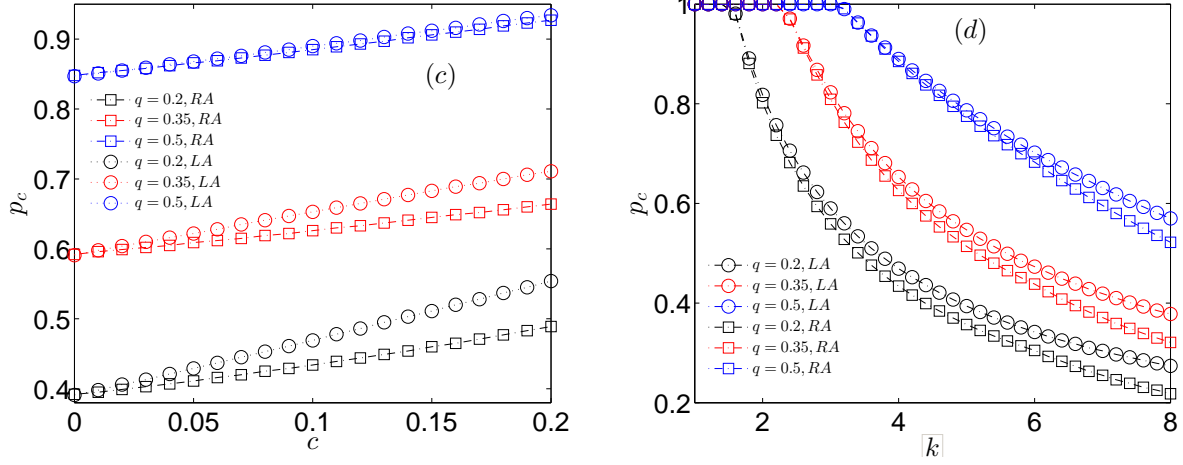 (c)
0.9
0.8
0.7
0.6
0.5
0.4
p_c
q = 0.2, RA
q = 0.35, RA
q = 0.5, RA
q = 0.2, LA
q = 0.35, LA
q = 0.5, LA
0 0.05 0.1 0.15 0.2
c
(d)
1
0.8
0.6
0.4
0.2
p_c
q = 0.2, LA
q = 0.35, LA
q = 0.5, LA
q = 0.2, RA
q = 0.35, RA
q = 0.5, RA
2 4 6 8
k